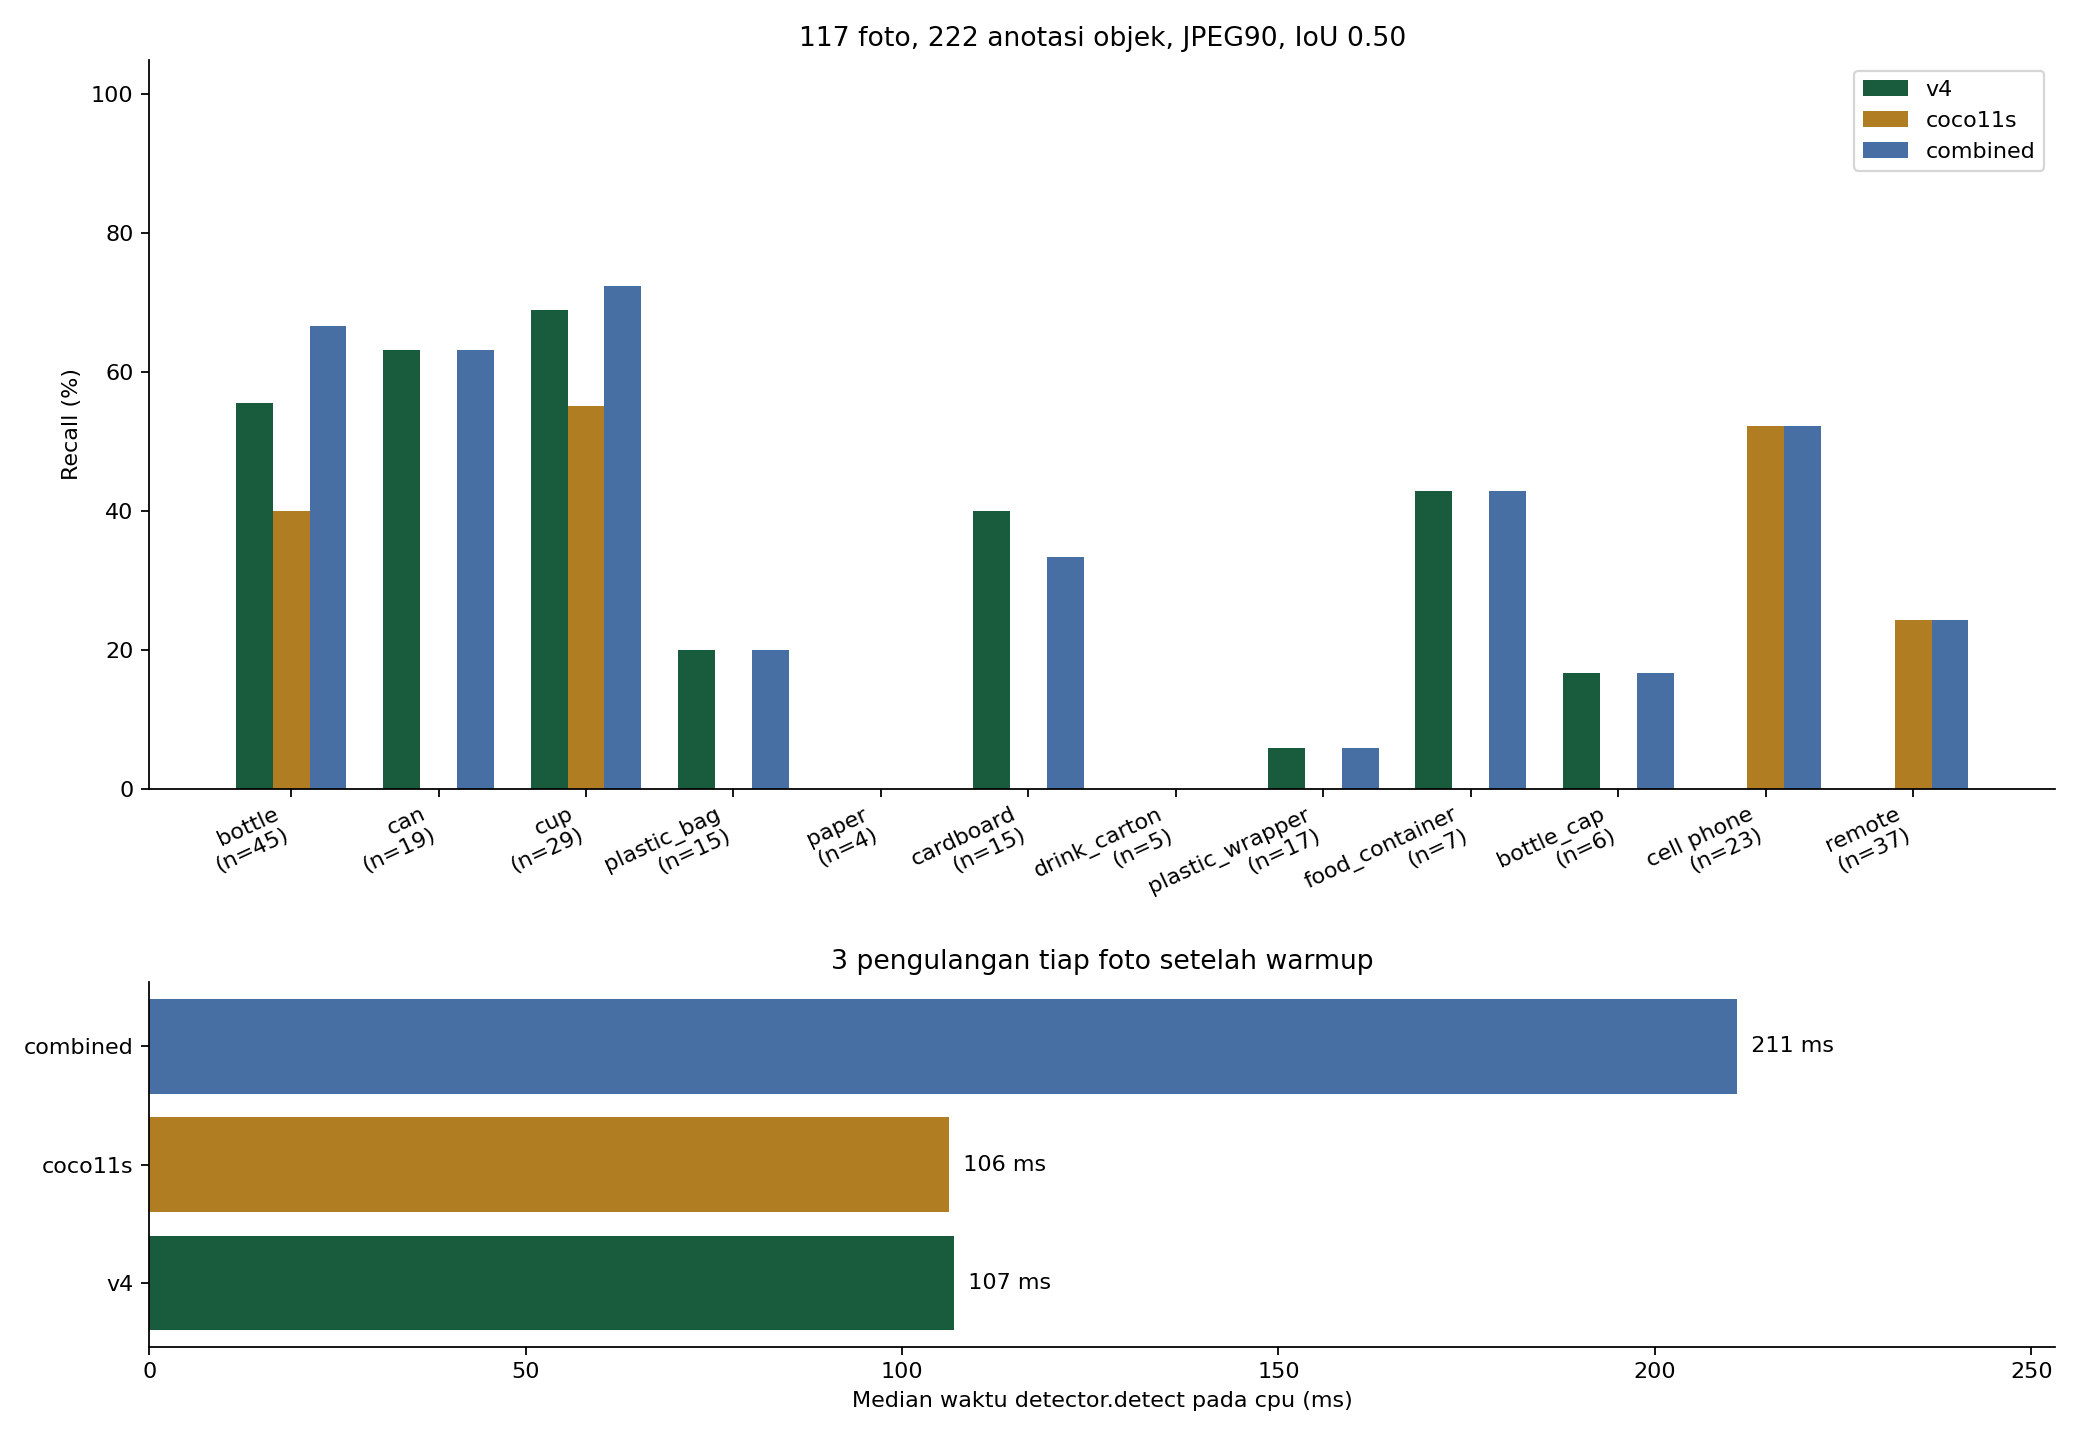 117 foto, 222 anotasi objek, JPEG90, IoU 0.50
v4
coco11s
combined
Recall (%)
100
80
60
40
20
0
bottle
(n=45)
can
(n=19)
cup
(n=29)
plastic_bag
(n=15)
paper
(n=4)
cardboard
(n=15)
drink_carton
(n=5)
plastic_wrapper
(n=17)
food_container
(n=7)
bottle_cap
(n=6)
cell phone
(n=23)
remote
(n=37)
3 pengulangan tiap foto setelah warmup
combined
211 ms
coco11s
106 ms
v4
107 ms
0
50
100
150
200
250
Median waktu detector.detect pada cpu (ms)